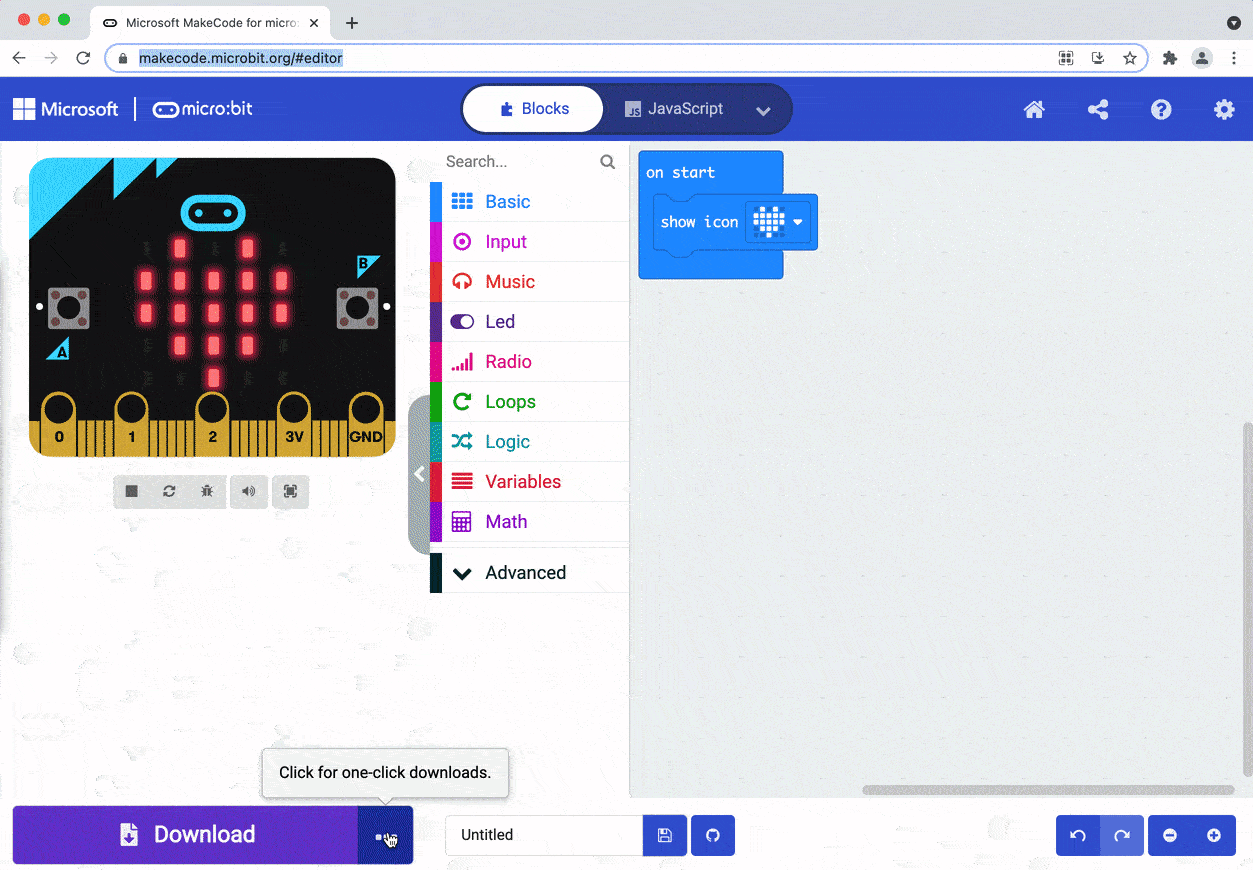 Microsoft MakeCode for micro:
makecode.microbit.org/#editor
Microsoft
micro:bit
Blocks
JS JavaScript
Search...
Basic
Input
Music
Led
Radio
Loops
Logic
Variables
Math
Advanced
on start
show icon
B
A
0 1 2 3V GND
Click for one-click downloads.
Download
Untitled